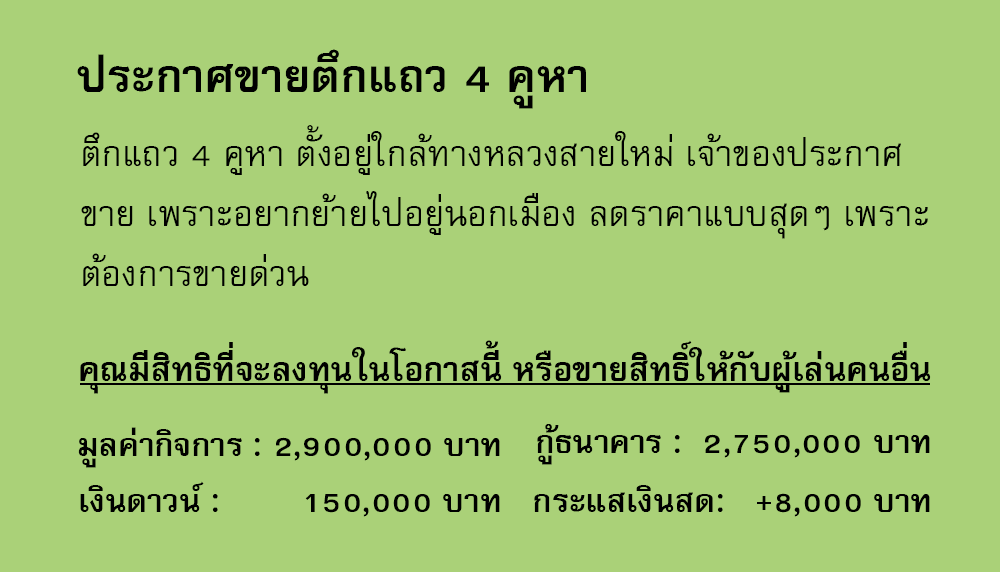 ประกาศขายตึกแถว 4 คูหา
ตึกแถว 4 คูหา ตั้งอยู่ใกล้ทางหลวงสายใหม่ เจ้าของประกาศ
ขาย เพราะอยากย้ายไปอยู่นอกเมือง ลดราคาแบบสุดๆ เพราะ
ต้องการขายด่วน
คุณมีสิทธิที่จะลงทุนในโอกาสนี้ หรือขายสิทธิ์ให้กับผู้เล่นคนอื่น
มูลค่ากิจการ : 2,900,000 บาท กู้ธนาคาร : 2,750,000 บาท
เงินดาวน์ : 150,000 บาท กระแสเงินสด: +8,000 บาท